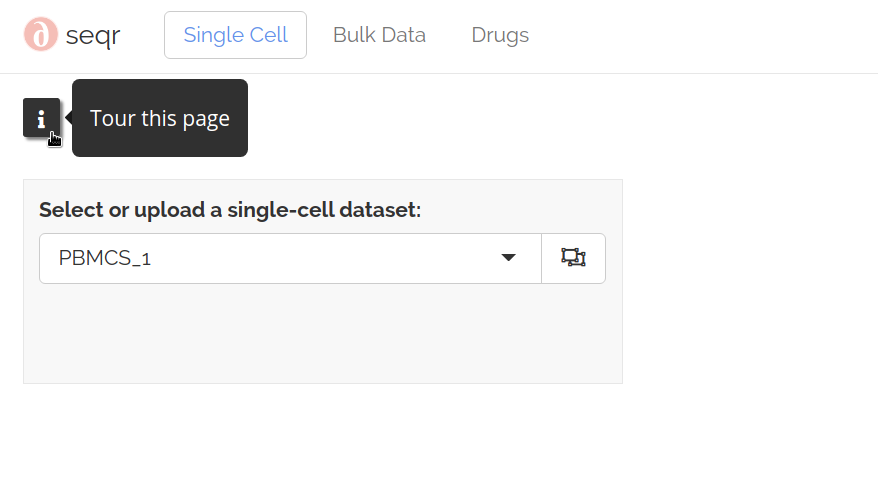 seqr
Single Cell
Bulk Data
Drugs
Tour this page
Select or upload a single-cell dataset:
PBMCS_1